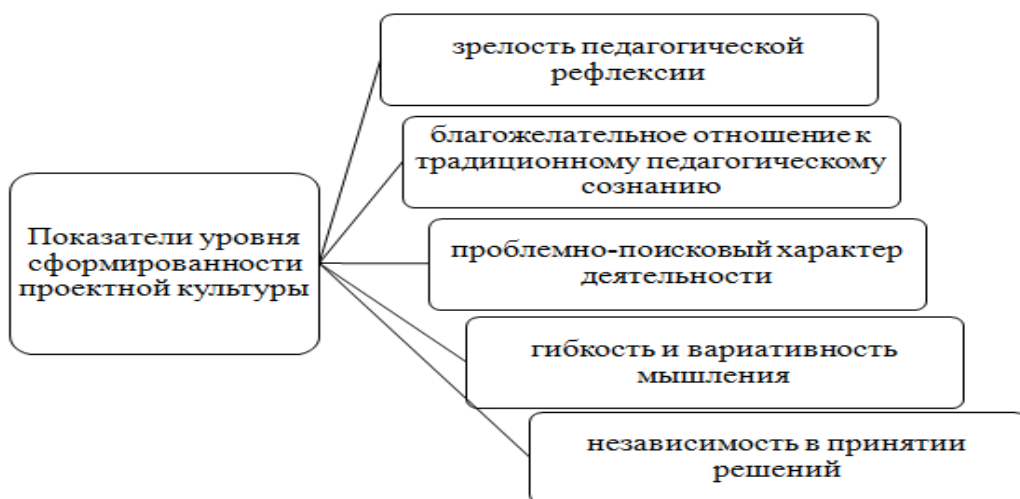 зрелость педагогической
рефлексии
благожелательное отношение к
традиционному педагогическому
сознанию
Показатели уровня
сформированности
проектной культуры
проблемно-поисковый характер
деятельности
гибкость и вариативность
мышления
независимость в принятии
решений